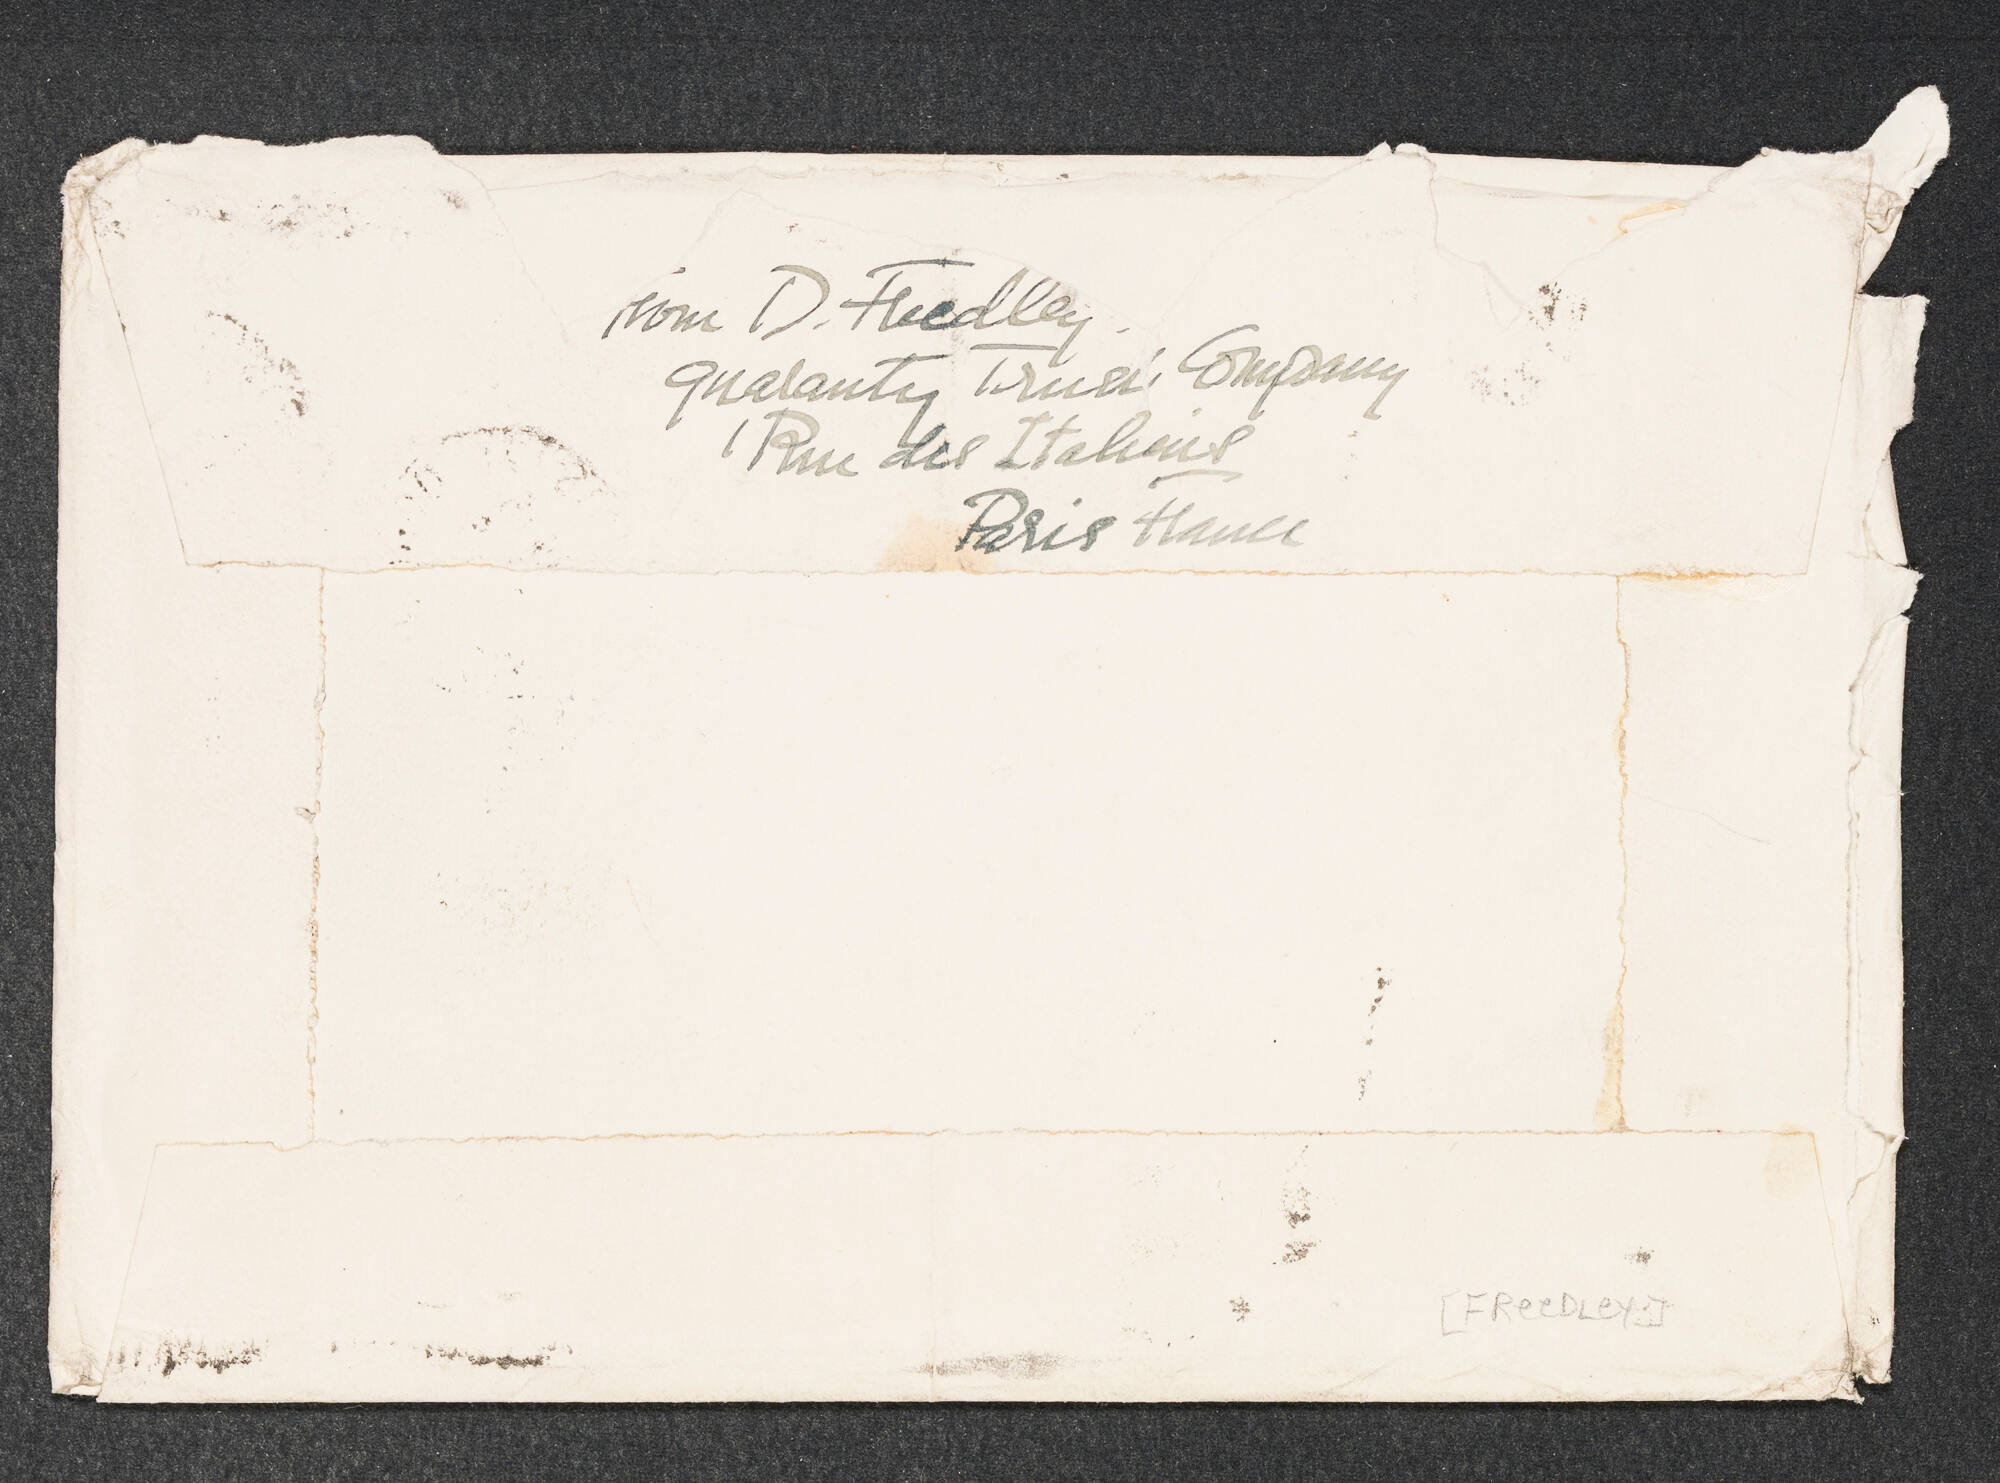 from D. Freedley.
Guaranty Trust Company
1 Rue des Italiens
Paris France
[FReeDLey]